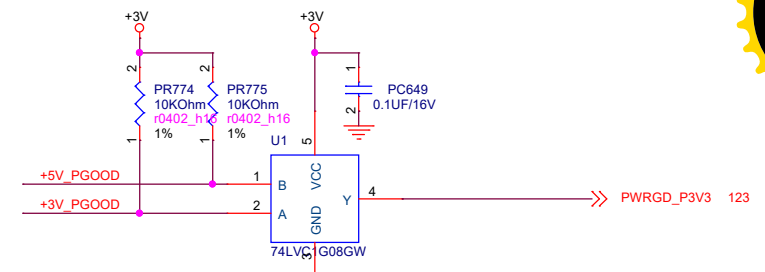 +3V
+3V
2
2
1
PR774
PR775
PC649
10KOhm
10KOhm
0.1UF/16V
r0402_h16
r0402_h16
2
1%
1%
1
1
U1
5
VCC
+5V_PGOOD
1
B
4
PWRGD_P3V3
123
Y
+3V_PGOOD
2
A
GND
3
74LVC1G08GW